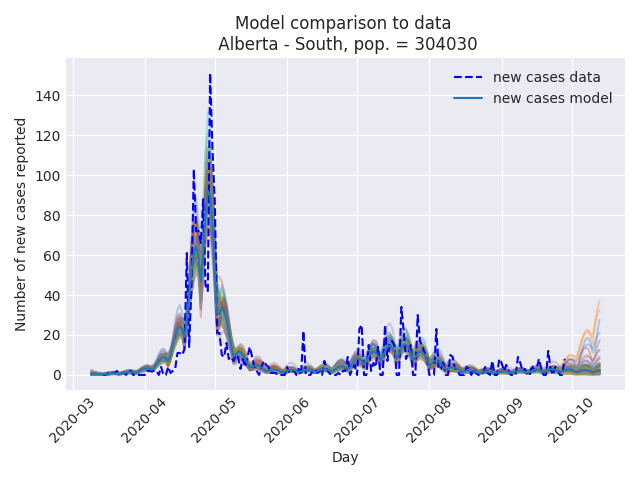 Model comparison to data
Alberta - South, pop. = 304030
new cases data
new cases model
Number of new cases reported
140
120
100
80
60
40
20
0
2020-03
2020-04
2020-05
2020-06
2020-07
2020-08
2020-09
2020-10
Day